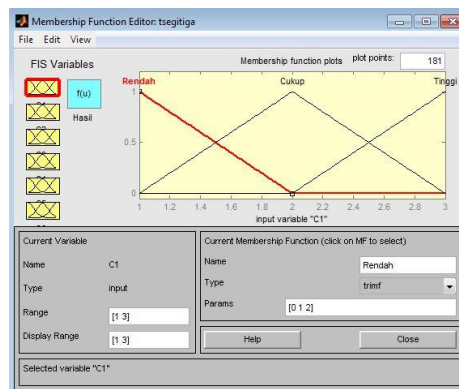 Membership Function Editor: tsegitiga
File Edit View
FIS Variables
f(u)
Hasil
Membership function plots
plot points:
181
Rendah
Cukup
Tinggi
1
0.5
0
1 1.2 1.4 1.6 1.8 2 2.2 2.4 2.6 2.8 3
input variable "C1"
Current Variable
Name C1
Type input
Range [1 3]
Display Range [1 3]
Current Membership Function (click on MF to select)
Name Rendah
Type trimf
Params [0 1 2]
Help
Close
Selected variable "C1"